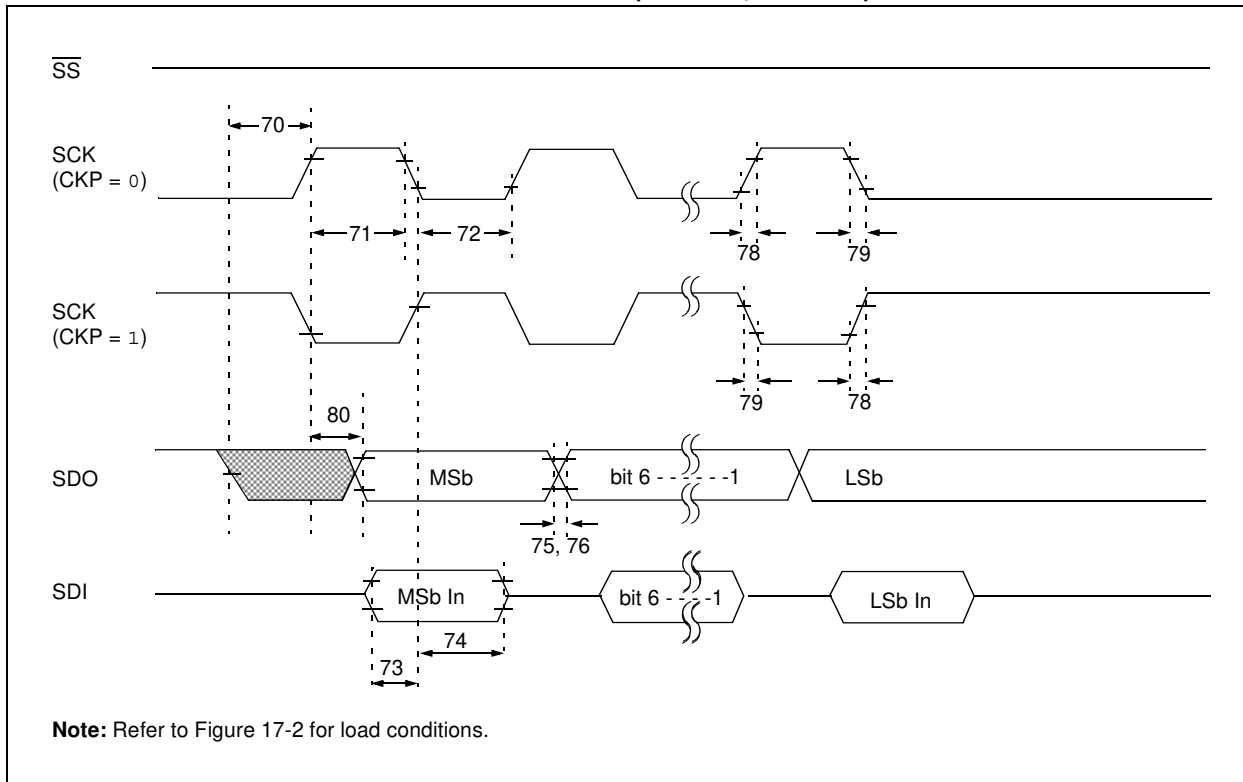 SS
70
SCK
(CKP = 0)
71
72
78
79
SCK
(CKP = 1)
79
78
80
SDO
MSb
bit 6 - - - - - -1
LSb
75, 76
SDI
MSb In
bit 6 - - - - -1
LSb In
74
73
Note: Refer to Figure 17-2 for load conditions.